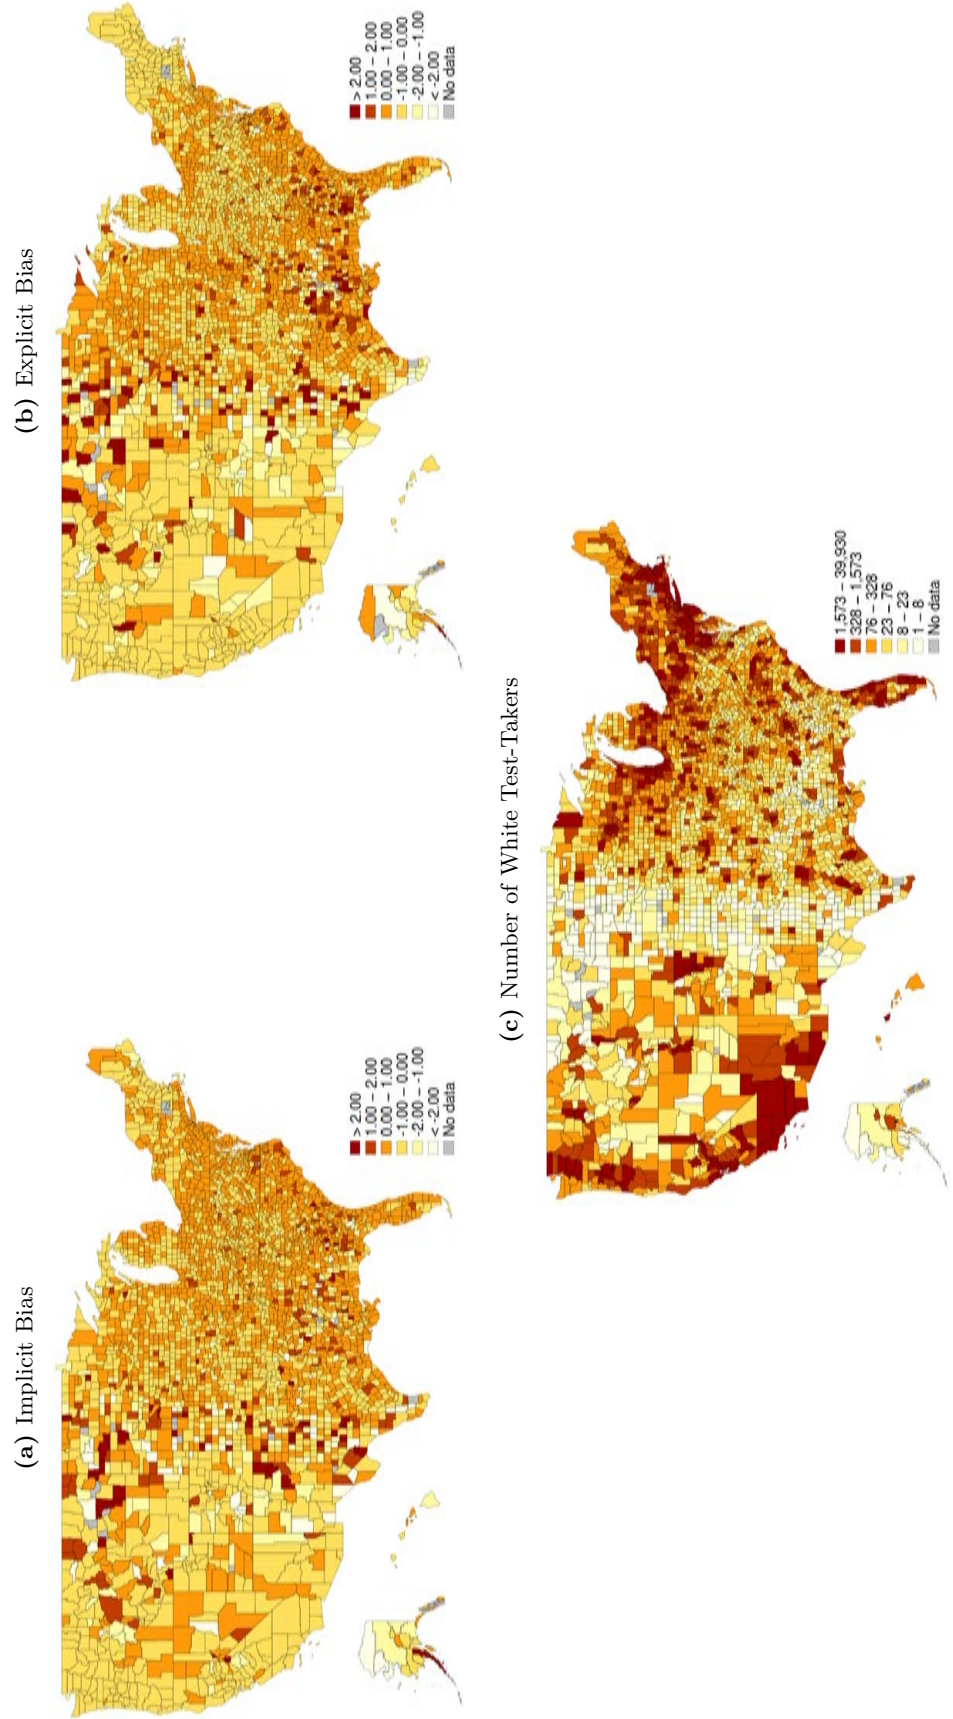 (a) Implicit Bias
> 2.00
1.00 – 2.00
0.00 – 1.00
-1.00 – 0.00
-2.00 – -1.00
< -2.00
No data
(b) Explicit Bias
> 2.00
1.00 – 2.00
0.00 – 1.00
-1.00 – 0.00
-2.00 – -1.00
< -2.00
No data
(c) Number of White Test-Takers
1,573 – 39,930
328 – 1,573
76 – 328
23 – 76
8 – 23
1 – 8
No data